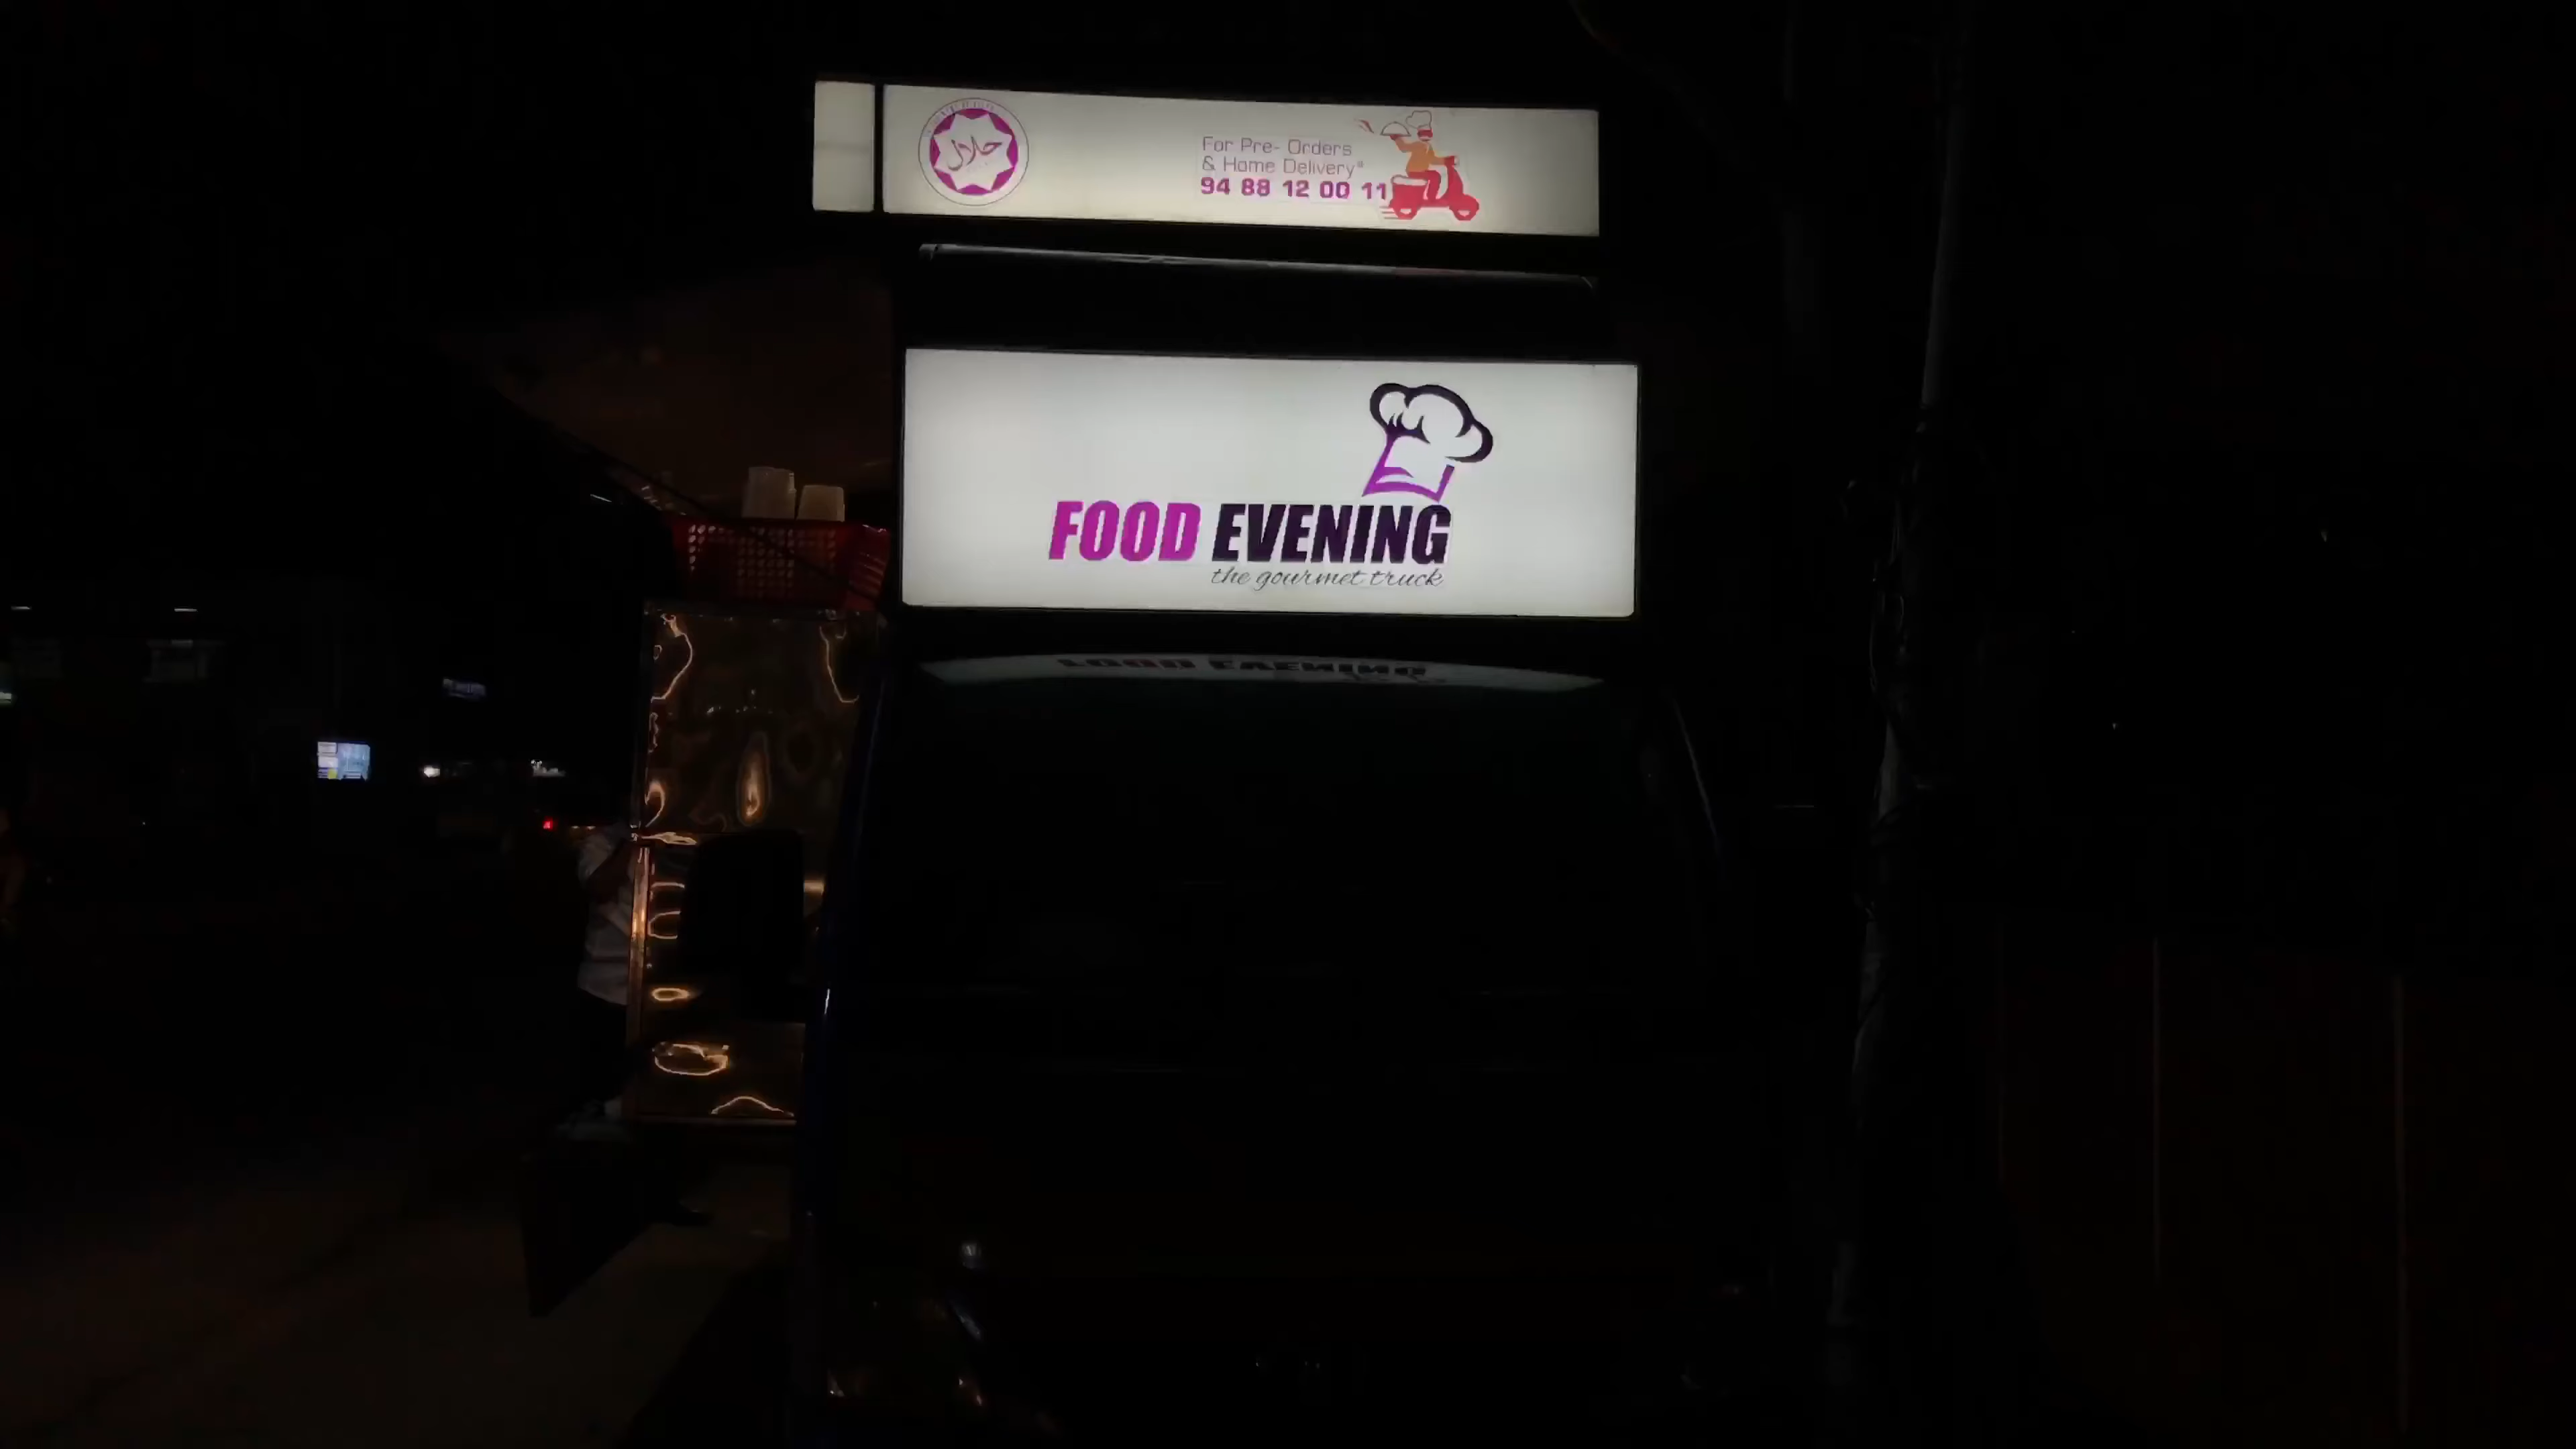 حلال
For Pre- Orders
& Home Delivery*
94 88 12 00 11
FOOD EVENING
the gourmet truck